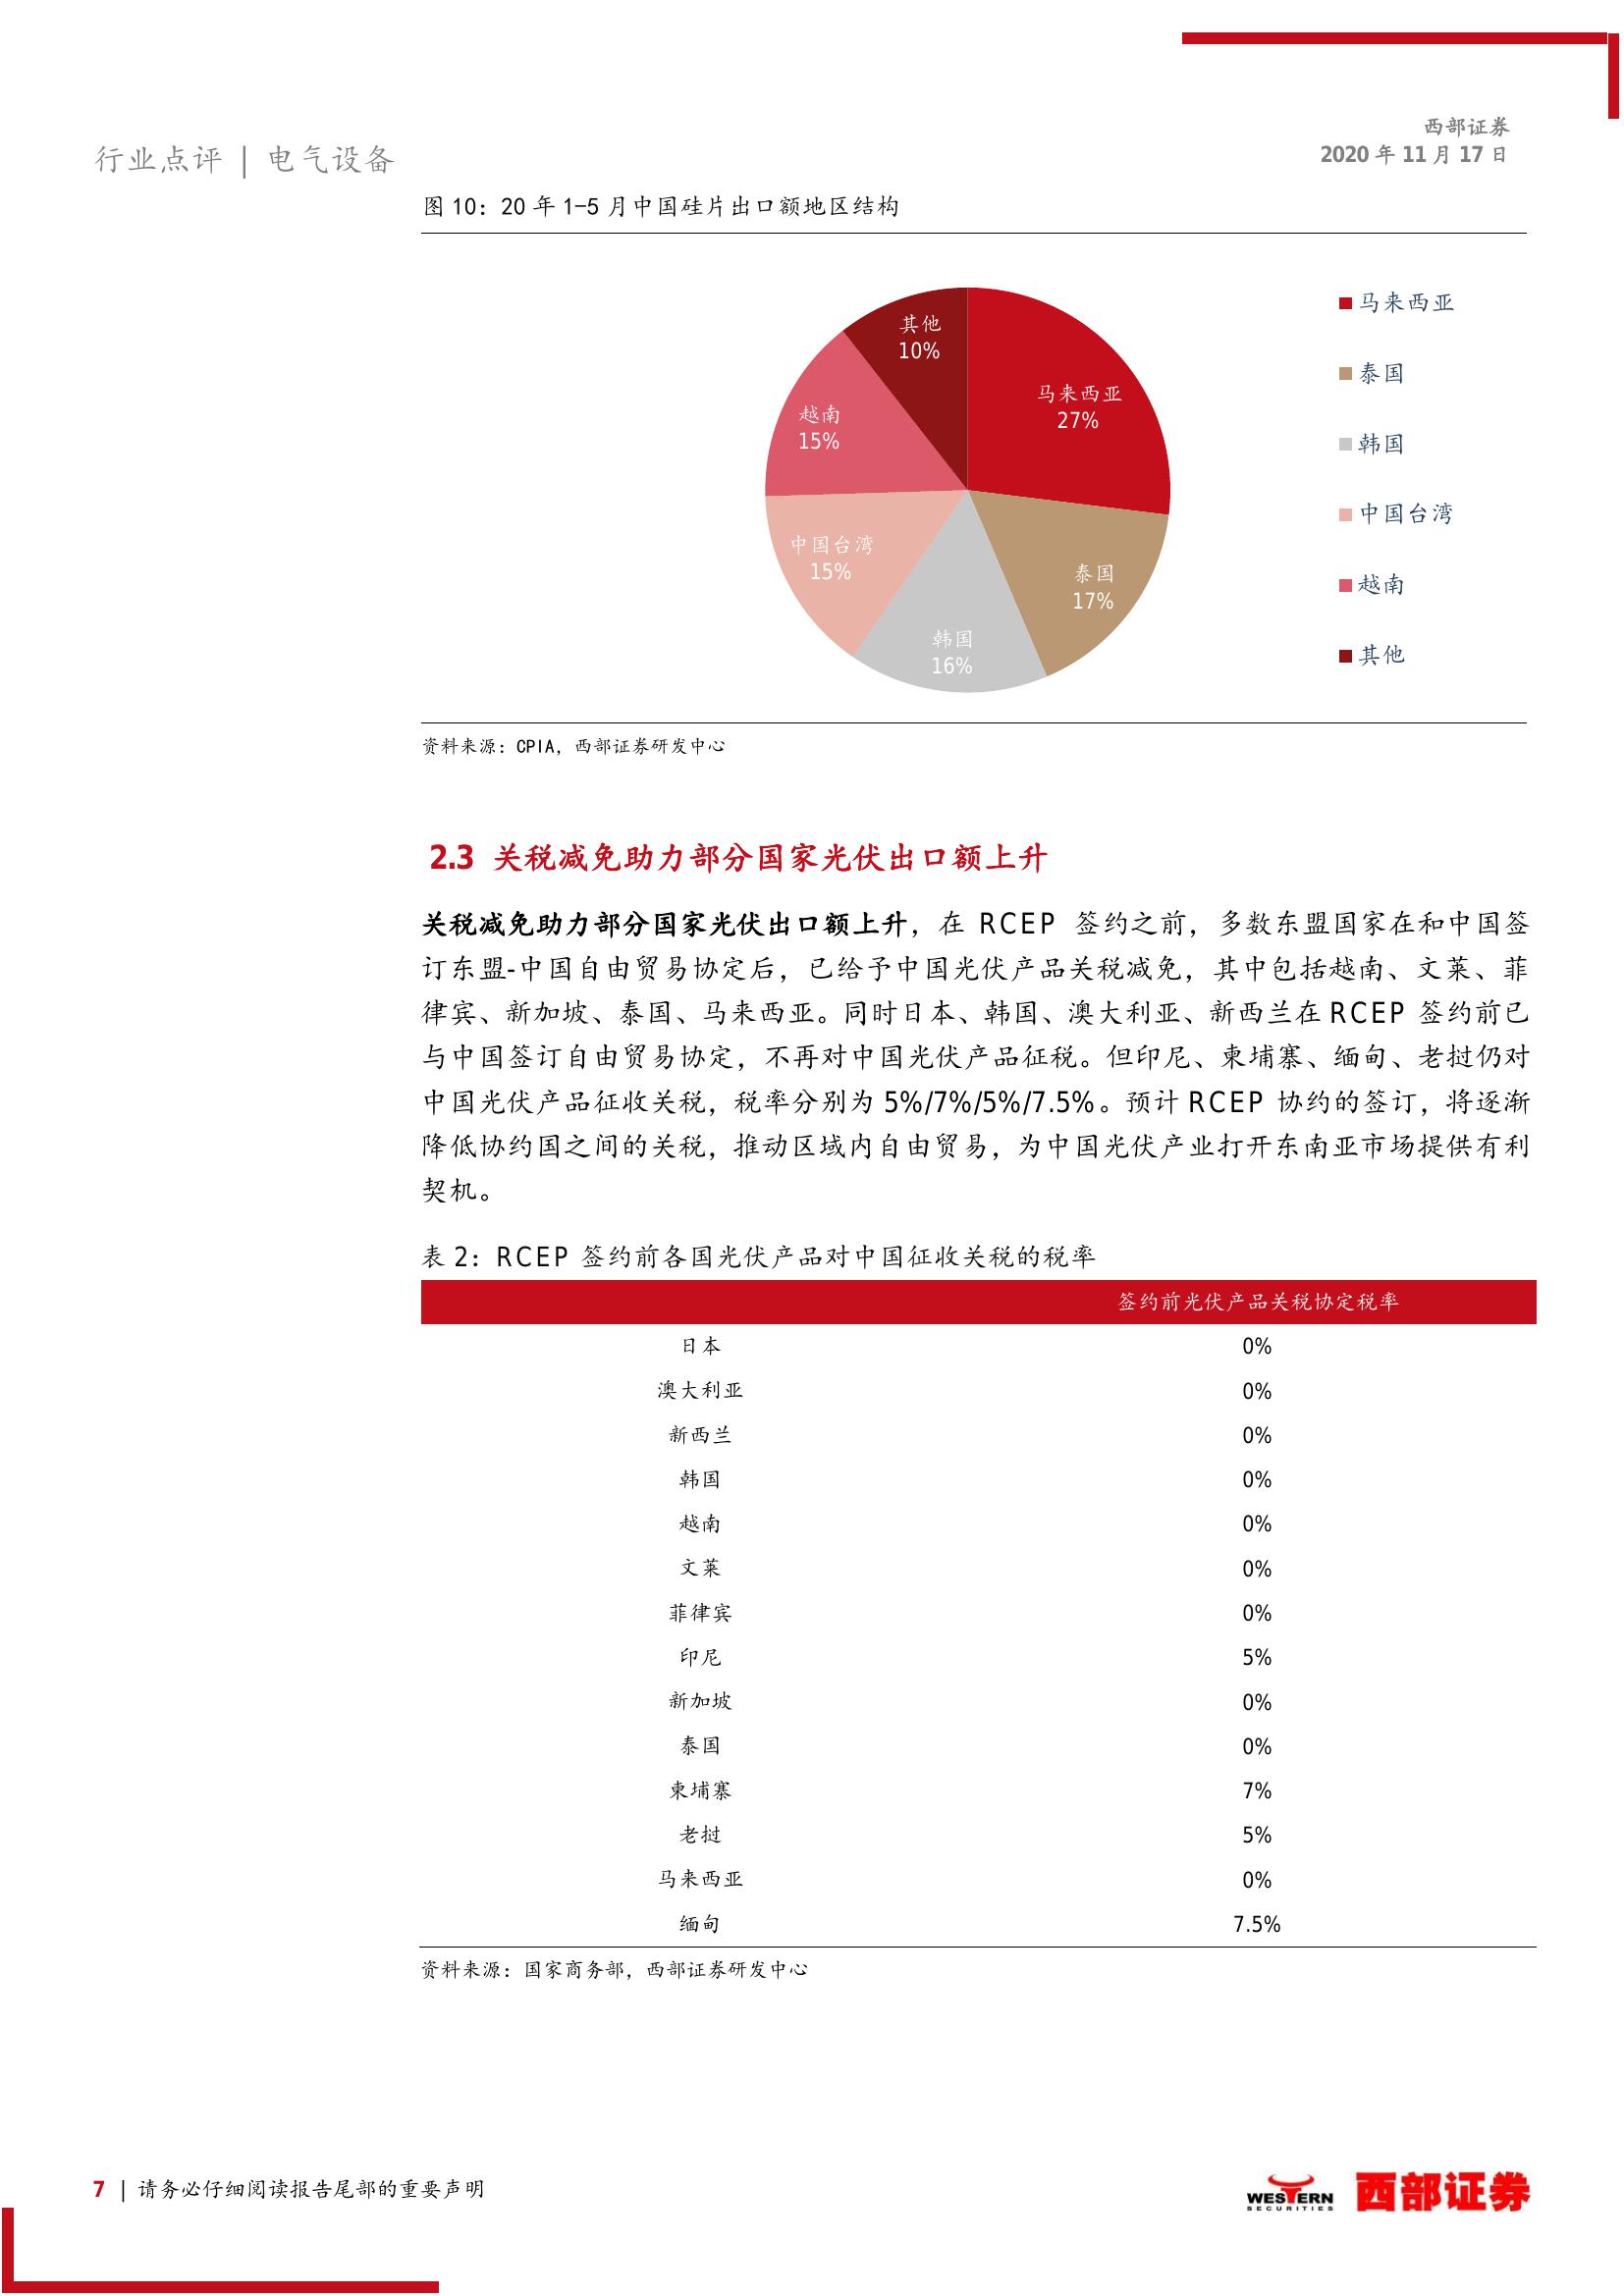 西部证券
行业点评 | 电气设备
2020 年 11 月 17 日
图 10：20 年 1-5 月中国硅片出口额地区结构
其他
10%
马来西亚
27%
越南
15%
中国台湾
15%
泰国
17%
韩国
16%
马来西亚
泰国
韩国
中国台湾
越南
其他
资料来源：CPIA，西部证券研发中心
2.3 关税减免助力部分国家光伏出口额上升
关税减免助力部分国家光伏出口额上升，在 RCEP 签约之前，多数东盟国家在和中国签
订东盟-中国自由贸易协定后，已给予中国光伏产品关税减免，其中包括越南、文莱、菲
律宾、新加坡、泰国、马来西亚。同时日本、韩国、澳大利亚、新西兰在 RCEP 签约前已
与中国签订自由贸易协定，不再对中国光伏产品征税。但印尼、柬埔寨、缅甸、老挝仍对
中国光伏产品征收关税，税率分别为 5%/7%/5%/7.5%。预计 RCEP 协约的签订，将逐渐
降低协约国之间的关税，推动区域内自由贸易，为中国光伏产业打开东南亚市场提供有利
契机。
表 2：RCEP 签约前各国光伏产品对中国征收关税的税率
签约前光伏产品关税协定税率
日本 0%
澳大利亚 0%
新西兰 0%
韩国 0%
越南 0%
文莱 0%
菲律宾 0%
印尼 5%
新加坡 0%
泰国 0%
柬埔寨 7%
老挝 5%
马来西亚 0%
缅甸 7.5%
资料来源：国家商务部，西部证券研发中心
7 | 请务必仔细阅读报告尾部的重要声明
WESTERN
SECURITIES
西部证券